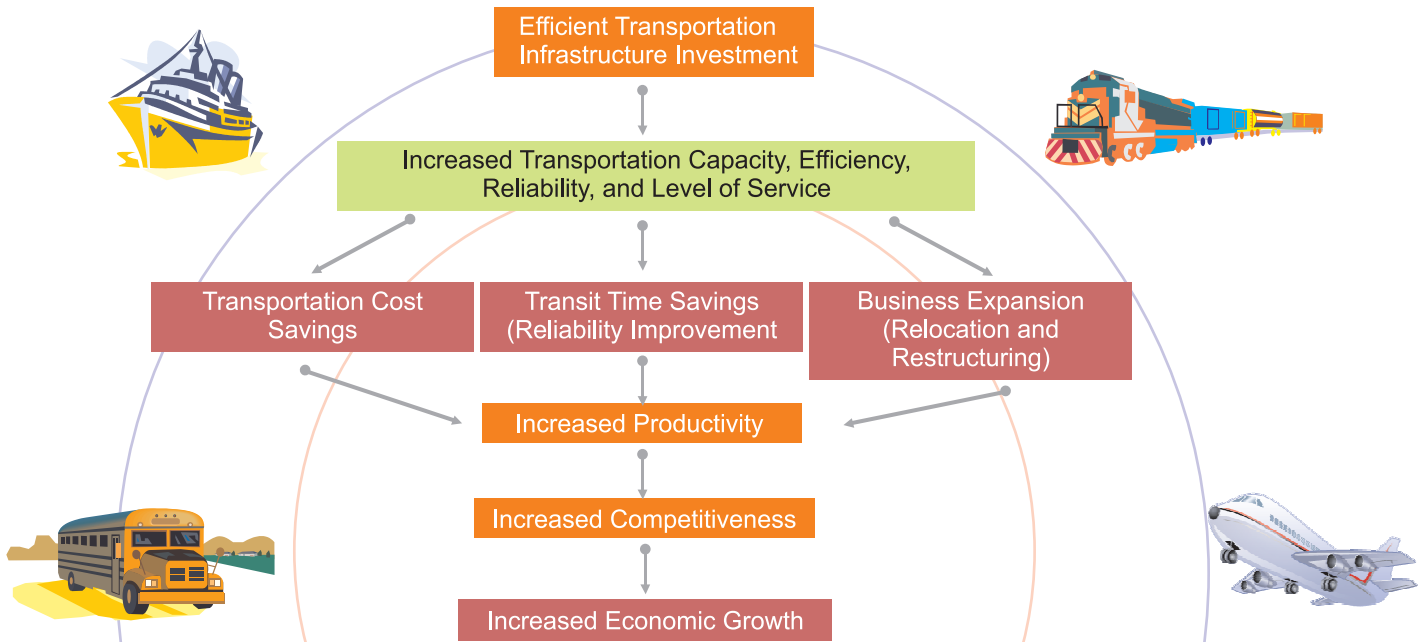 Efficient Transportation
Infrastructure Investment
Increased Transportation Capacity, Efficiency,
Reliability, and Level of Service
Transportation Cost
Savings
Transit Time Savings
(Reliability Improvement
Business Expansion
(Relocation and
Restructuring)
Increased Productivity
Increased Competitiveness
Increased Economic Growth